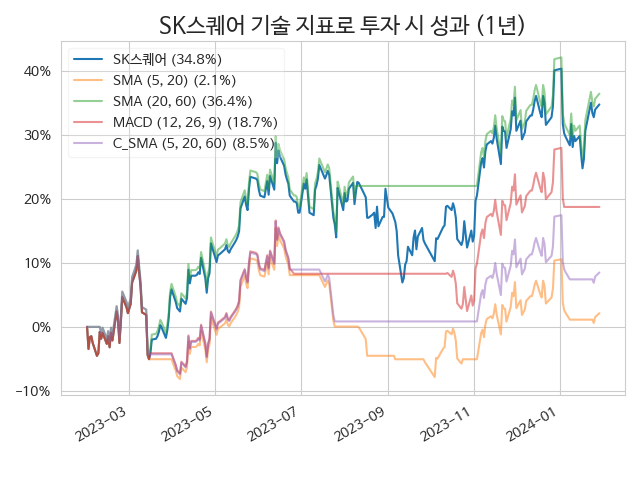 SK스퀘어 기술 지표로 투자 시 성과 (1년)
SK스퀘어 (34.8%)
SMA (5, 20) (2.1%)
SMA (20, 60) (36.4%)
MACD (12, 26, 9) (18.7%)
C_SMA (5, 20, 60) (8.5%)
40%
30%
20%
10%
0%
−10%
2023-03
2023-05
2023-07
2023-09
2023-11
2024-01